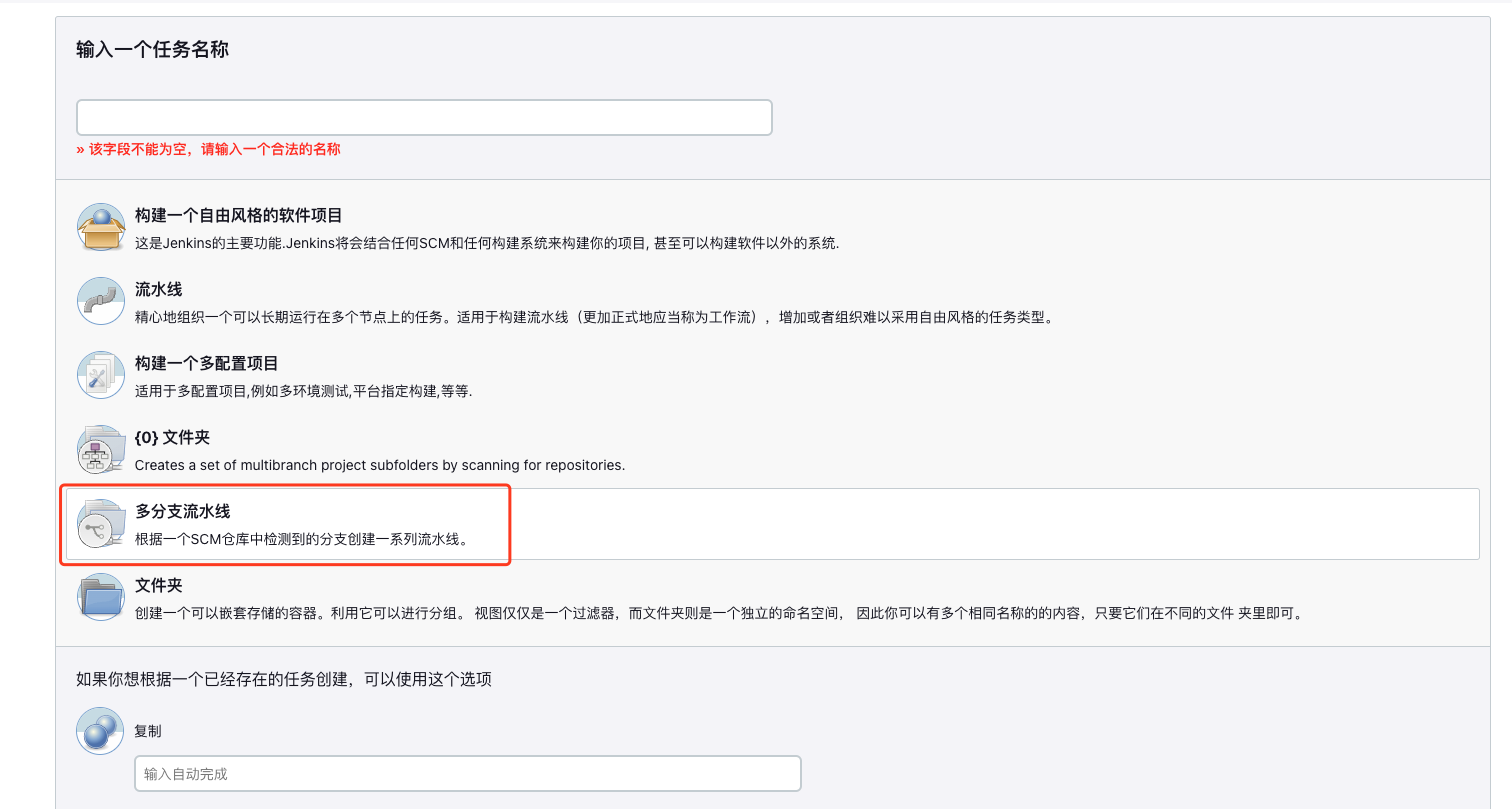 输入一个任务名称
» 该字段不能为空，请输入一个合法的名称
构建一个自由风格的软件项目
这是Jenkins的主要功能.Jenkins将会结合任何SCM和任何构建系统来构建你的项目, 甚至可以构建软件以外的系统.
流水线
精心地组织一个可以长期运行在多个节点上的任务。适用于构建流水线（更加正式地应当称为工作流），增加或者组织难以采用自由风格的任务类型。
构建一个多配置项目
适用于多配置项目,例如多环境测试,平台指定构建,等等.
{0} 文件夹
Creates a set of multibranch project subfolders by scanning for repositories.
多分支流水线
根据一个SCM仓库中检测到的分支创建一系列流水线。
文件夹
创建一个可以嵌套存储的容器。利用它可以进行分组。 视图仅仅是一个过滤器，而文件夹则是一个独立的命名空间， 因此你可以有多个相同名称的的内容，只要它们在不同的文件 夹里即可。
如果你想根据一个已经存在的任务创建，可以使用这个选项
复制
输入自动完成